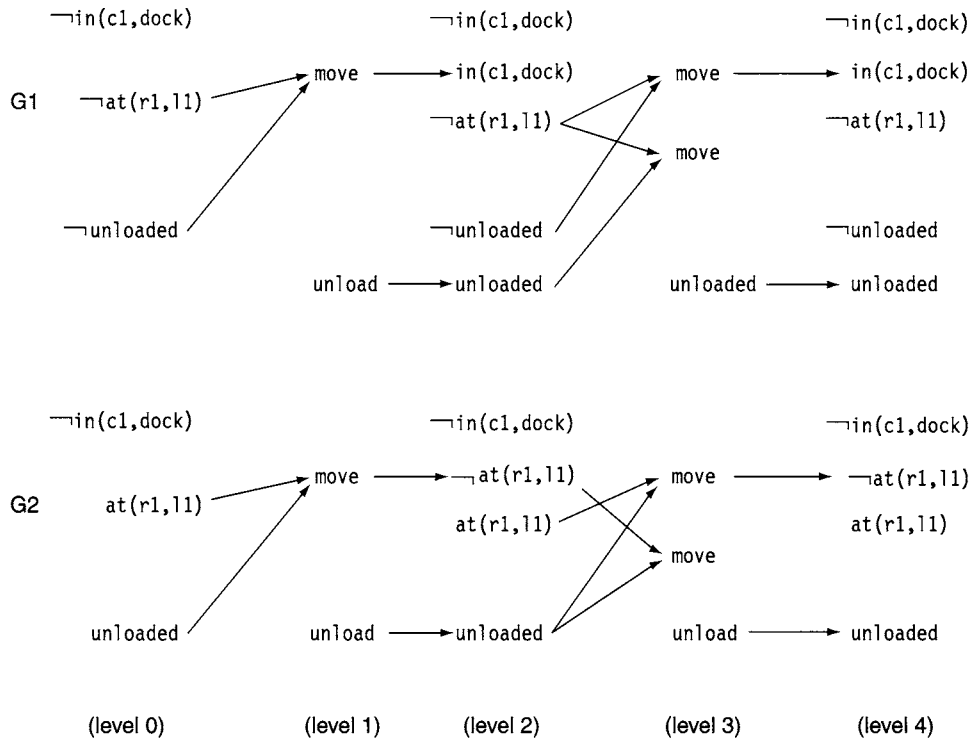 ¬in(c1,dock) ¬in(c1,dock) ¬in(c1,dock)
move in(c1,dock) move in(c1,dock)
G1 ¬at(r1,l1) ¬at(r1,l1) ¬at(r1,l1)
move
¬unloaded ¬unloaded ¬unloaded
unload unloaded unloaded unloaded
¬in(c1,dock) ¬in(c1,dock) ¬in(c1,dock)
move ¬at(r1,l1) move ¬at(r1,l1)
G2 at(r1,l1) at(r1,l1) at(r1,l1)
move
unloaded unload unloaded unload unloaded
(level 0) (level 1) (level 2) (level 3) (level 4)